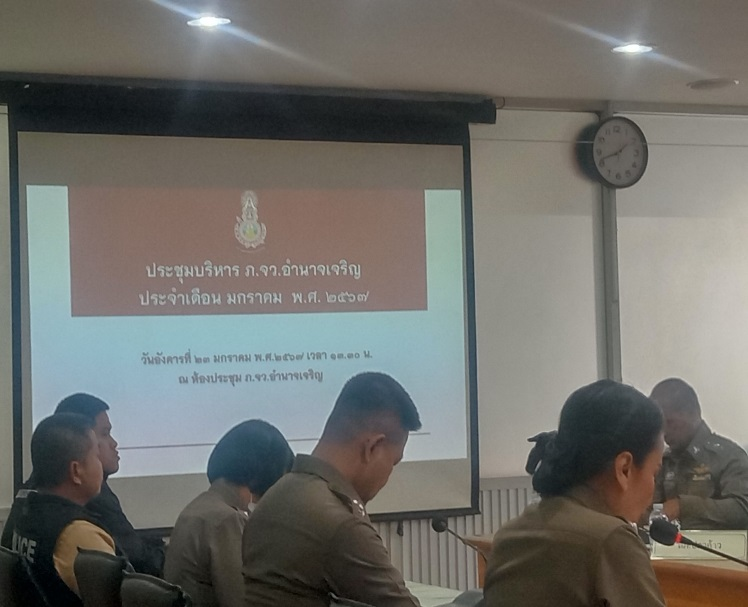 ประชุมบริหาร ภ.จว.อำนาจเจริญ
ประจำเดือน มกราคม พ.ศ. ๒๕๖๗
วันอังคารที่ ๒๓ มกราคม พ.ศ.๒๕๖๗ เวลา ๑๓.๓๐ น.
ณ ห้องประชุม ภ.จว.อำนาจเจริญ